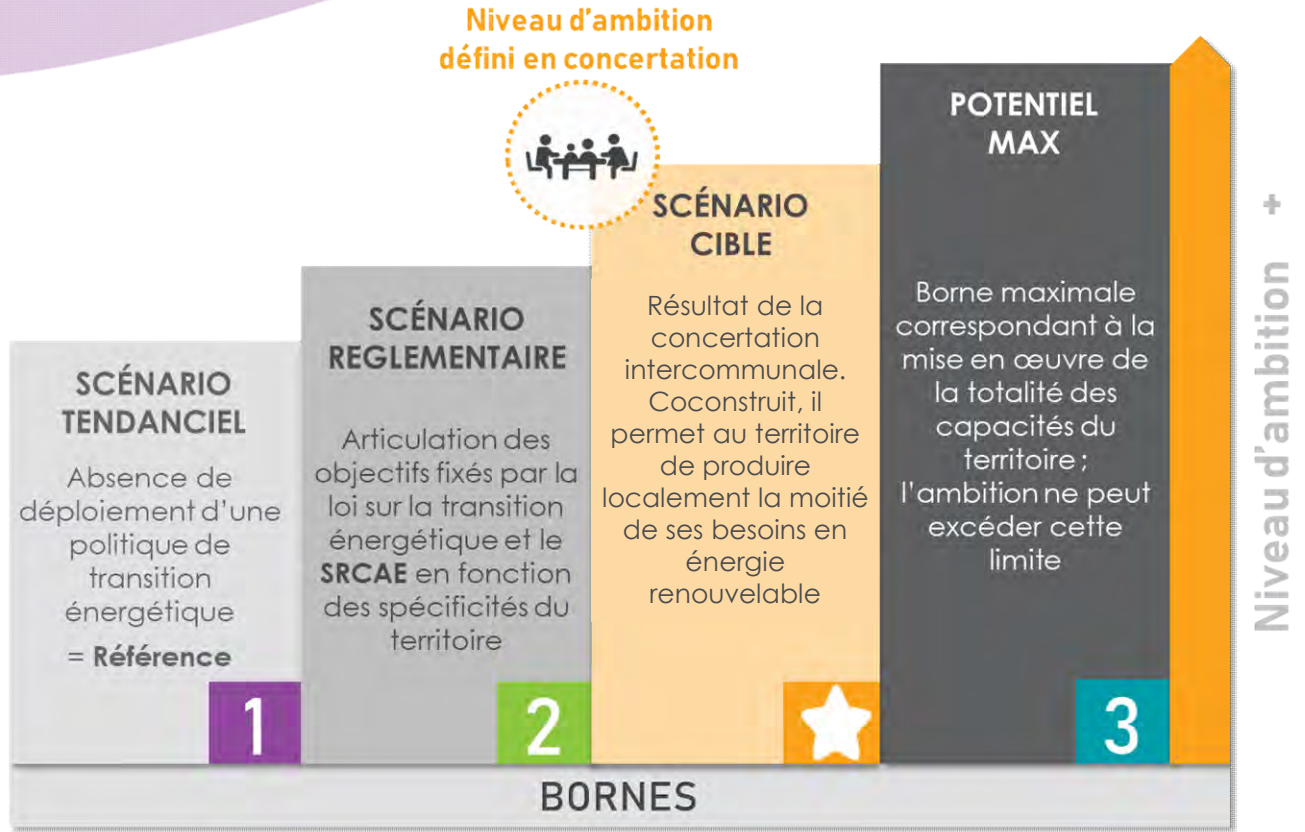 Niveau d'ambition
défini en concertation
SCÉNARIO
TENDANCIEL
Absence de
déploiement d'une
politique de
transition
énergétique
= Référence
1
SCÉNARIO
REGLEMENTAIRE
Articulation des
objectifs fixés par la
loi sur la transition
énergétique et le
SRCAE en fonction
des spécificités du
territoire
2
SCÉNARIO
CIBLE
Résultat de la
concertation
intercommunale.
Coconstruit, il
permet au territoire
de produire
localement la moitié
de ses besoins en
énergie
renouvelable
POTENTIEL
MAX
Borne maximale
correspondant à la
mise en œuvre de
la totalité des
capacités du
territoire ;
l'ambition ne peut
excéder cette
limite
3
BORNES
Niveau d'ambition +